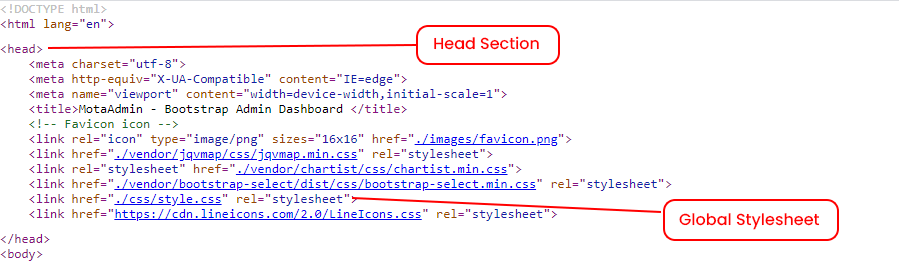 <!DOCTYPE html>
<html lang="en">
<head>
Head Section
<meta charset="utf-8">
<meta http-equiv="X-UA-Compatible" content="IE=edge">
<meta name="viewport" content="width=device-width,initial-scale=1">
<title>MotaAdmin - Bootstrap Admin Dashboard </title>
<!-- Favicon icon -->
<link rel="icon" type="image/png" sizes="16x16" href="./images/favicon.png">
<link href="./vendor/jqvmap/css/jqvmap.min.css" rel="stylesheet">
<link rel="stylesheet" href="./vendor/chartist/css/chartist.min.css">
<link href="./vendor/bootstrap-select/dist/css/bootstrap-select.min.css" rel="stylesheet">
<link href="./css/style.css" rel="stylesheet">
<link href="https://cdn.lineicons.com/2.0/LineIcons.css" rel="stylesheet">
Global Stylesheet
</head>
<body>